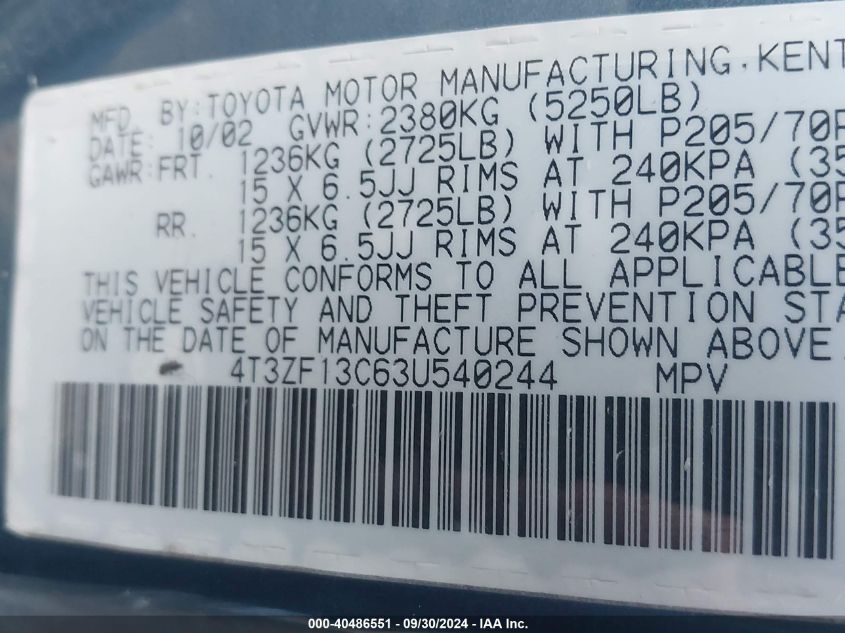 MFD. BY:TOYOTA MOTOR MANUFACTURING,KENT
DATE: 10/02 GVWR:2380KG (5250LB)
GAWR:FRT. 1236KG (2725LB) WITH P205/70R
15 X 6.5JJ RIMS AT 240KPA (35
RR. 1236KG (2725LB) WITH P205/70R
15 X 6.5JJ RIMS AT 240KPA (35
THIS VEHICLE CONFORMS TO ALL APPLICABLE
VEHICLE SAFETY AND THEFT PREVENTION STA
ON THE DATE OF MANUFACTURE SHOWN ABOVE.
4T3ZF13C63U540244 MPV
000-40486551 - 09/30/2024 - IAA Inc.